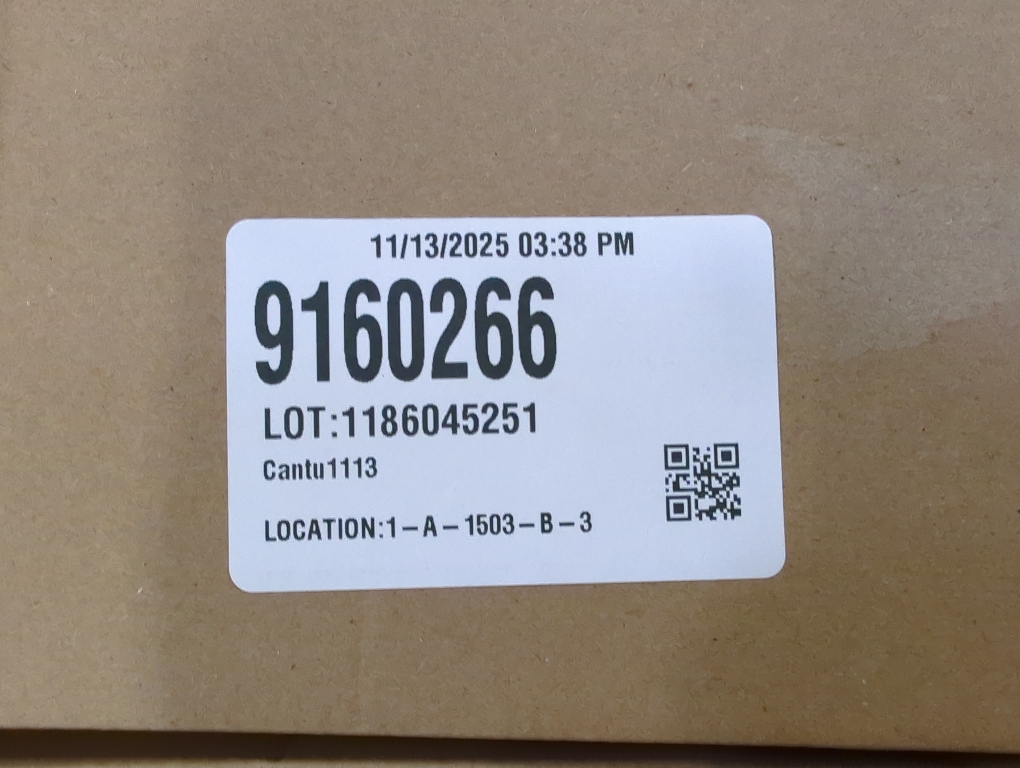 11/13/2025 03:38 PM
9160266
LOT:1186045251
Cantu1113
LOCATION:1-A-1503-B-3